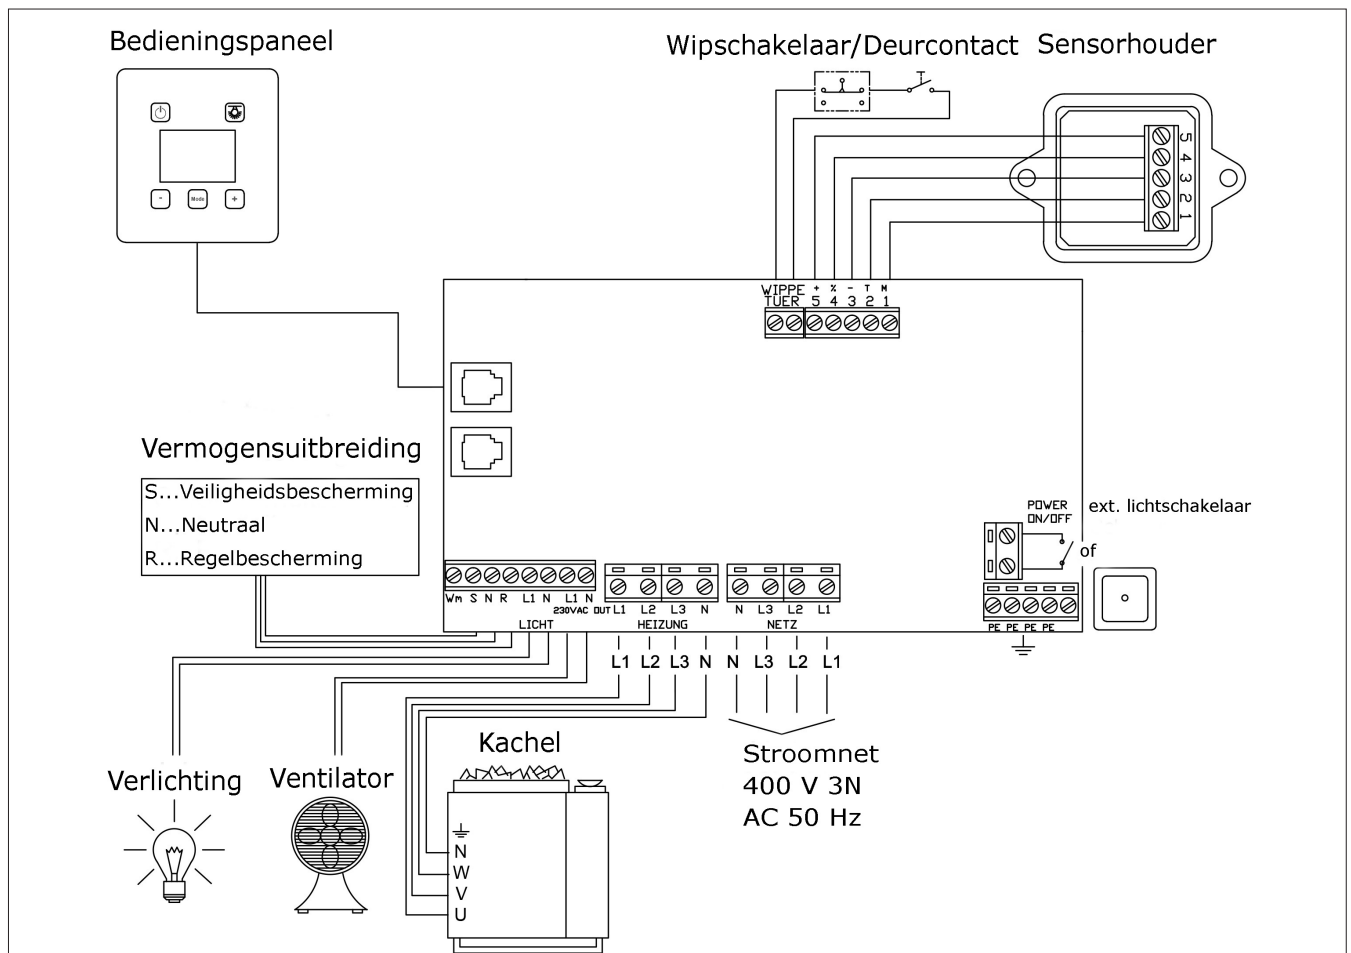 Bedieningspaneel
Wipschakelaar/Deurcontact
Sensorhouder
- Mode +
5
4
3
2
1
WIPPE + % - T M
TUER 5 4 3 2 1
Vermogensuitbreiding
S...Veiligheidsbescherming
N...Neutraal
R...Regelbescherming
POWER
ON/OFF
ext. lichtschakelaar
of
Wm S N R L1 N L1 N
230VAC OUT
LICHT
L1 L2 L3 N
HEIZUNG
N L3 L2 L1
NETZ
PE PE PE PE
L1 L2 L3 N N L3 L2 L1
Stroomnet
400 V 3N
AC 50 Hz
Verlichting
Ventilator
Kachel
N
W
V
U